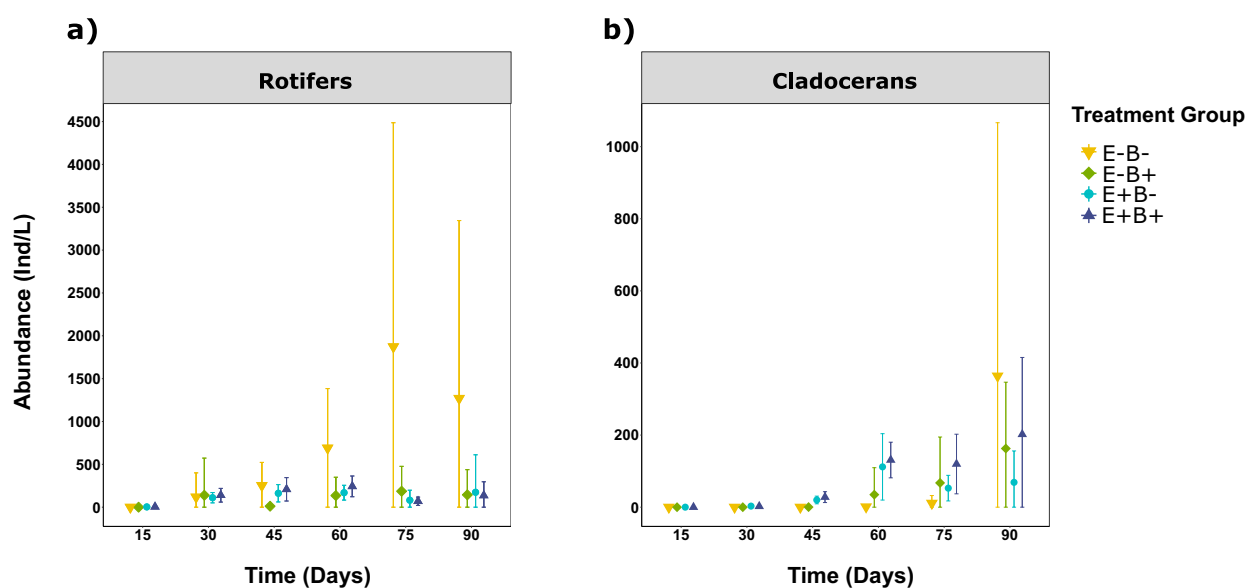 a)
Rotifers
Abundance (Ind/L)
4500
4000
3500
3000
2500
2000
1500
1000
500
0
15 30 45 60 75 90
Time (Days)
b)
Cladocerans
1000
800
600
400
200
0
15 30 45 60 75 90
Time (Days)
Treatment Group
E-B-
E-B+
E+B-
E+B+